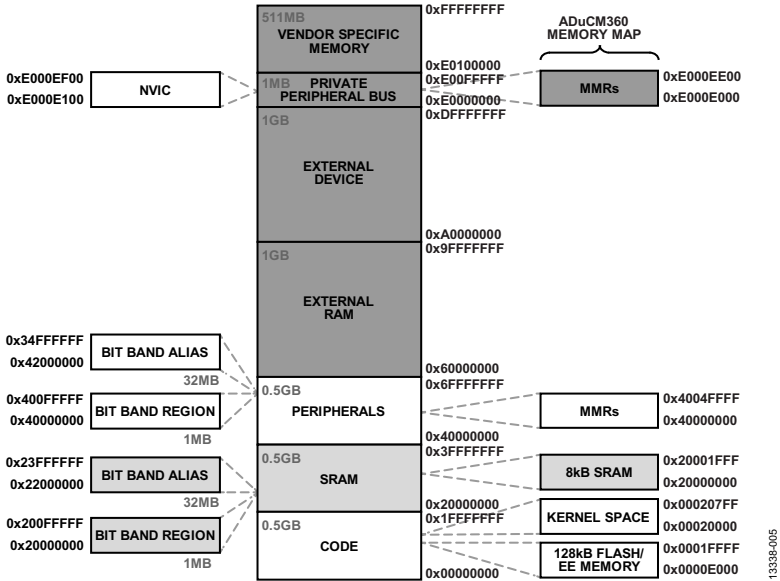 0xFFFFFFFF
511MB
VENDOR SPECIFIC
MEMORY
ADuCM360
MEMORY MAP
0xE0100000
0xE000EF00
0xE000E100
NVIC
1MB
PRIVATE
PERIPHERAL BUS
0xE00FFFFF
0xE0000000
MMRs
0xE000EE00
0xE000E000
0xDFFFFFFF
1GB
EXTERNAL
DEVICE
0xA0000000
0x9FFFFFFF
1GB
EXTERNAL
RAM
0x60000000
0x34FFFFFF
0x42000000
BIT BAND ALIAS
32MB
0x400FFFFF
0x40000000
BIT BAND REGION
1MB
0.5GB
PERIPHERALS
0x6FFFFFFF
0x40000000
MMRs
0x4004FFFF
0x40000000
0x23FFFFFF
0x22000000
BIT BAND ALIAS
32MB
0x200FFFFF
0x20000000
BIT BAND REGION
1MB
0.5GB
SRAM
0x3FFFFFFF
0x20000000
8kB SRAM
0x20001FFF
0x20000000
0.5GB
CODE
0x1FFFFFFF
0x00000000
KERNEL SPACE
0x000207FF
0x00020000
128kB FLASH/
EE MEMORY
0x0001FFFF
0x0000E000
13338-005